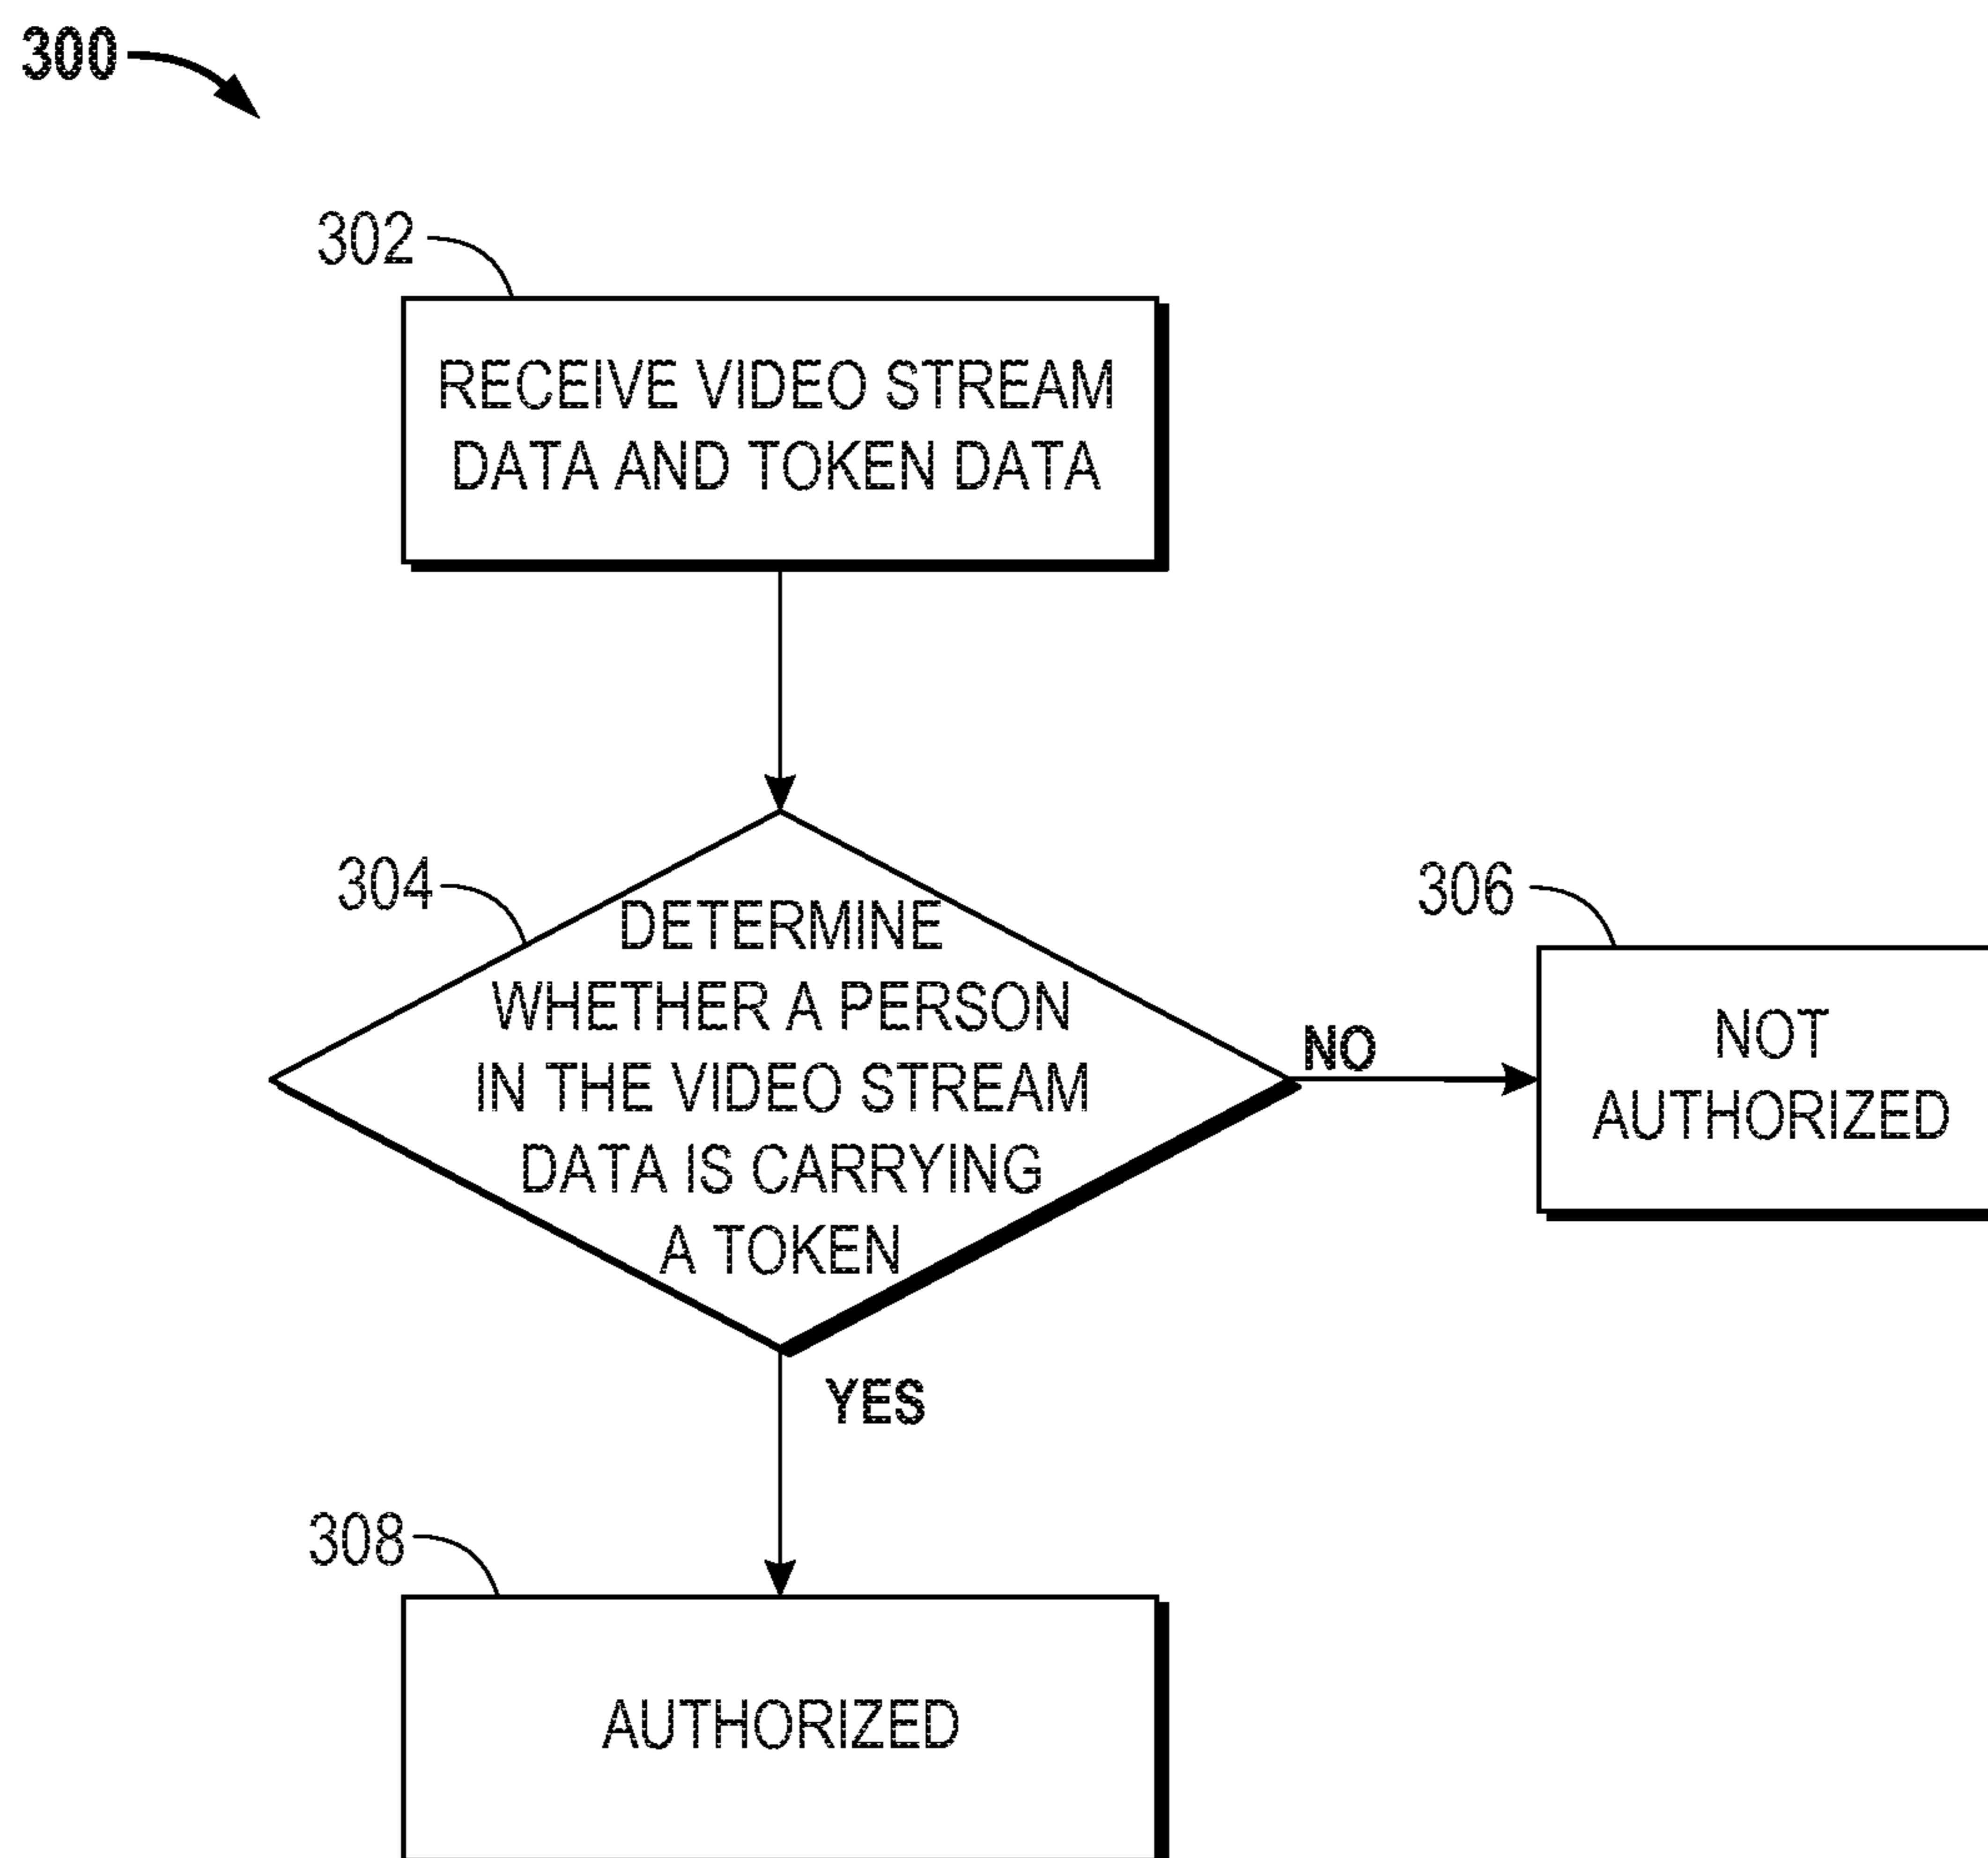 300
302
RECEIVE VIDEO STREAM
DATA AND TOKEN DATA
304
DETERMINE
WHETHER A PERSON
IN THE VIDEO STREAM
DATA IS CARRYING
A TOKEN
NO
306
NOT
AUTHORIZED
YES
308
AUTHORIZED